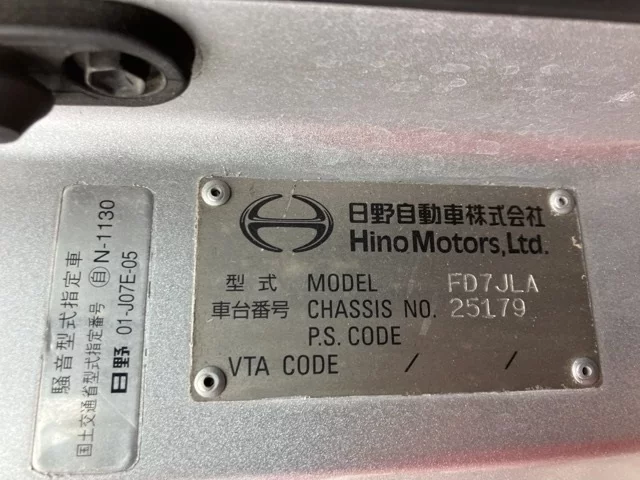 騒音型式指定車
国土交通省型式指定番号 自 N-1130
日野 01-J07E-05
日野自動車株式会社
Hino Motors, Ltd.
型式 MODEL FD7JLA
車台番号 CHASSIS NO. 25179
P.S. CODE
VTA CODE / /